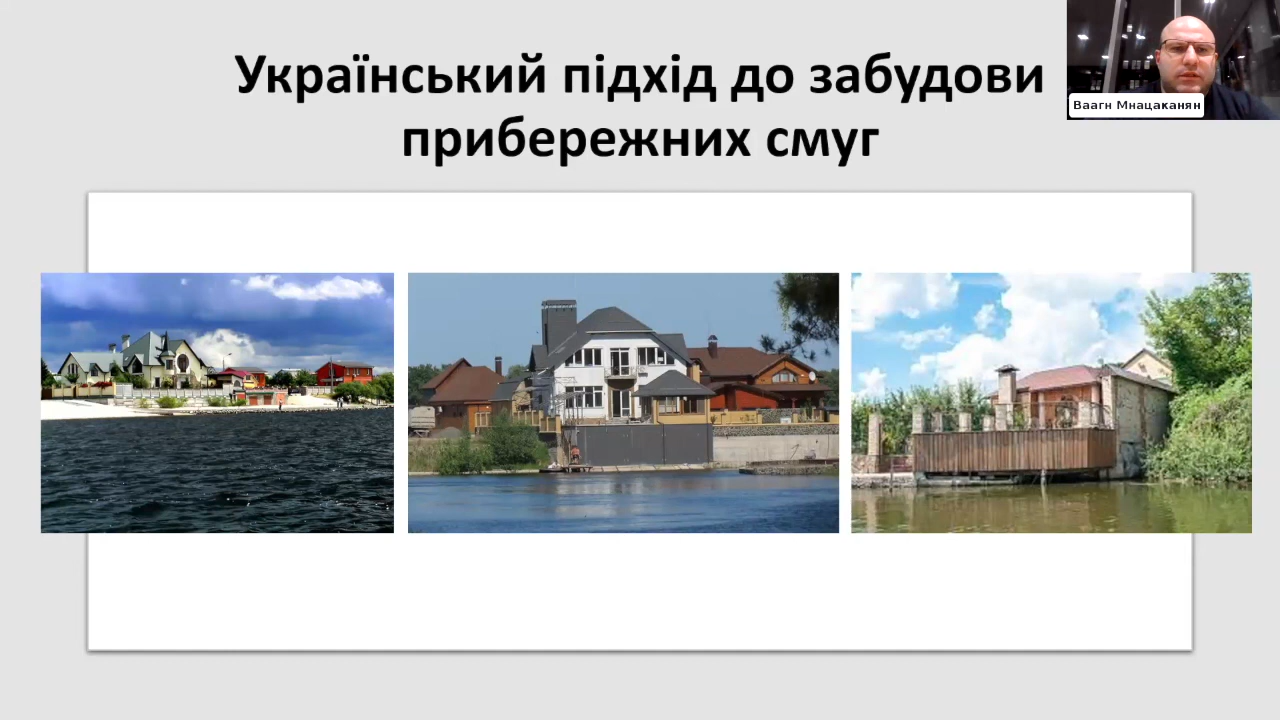 Український підхід до забудови
прибережних смуг
Ваагн Мнацаканян